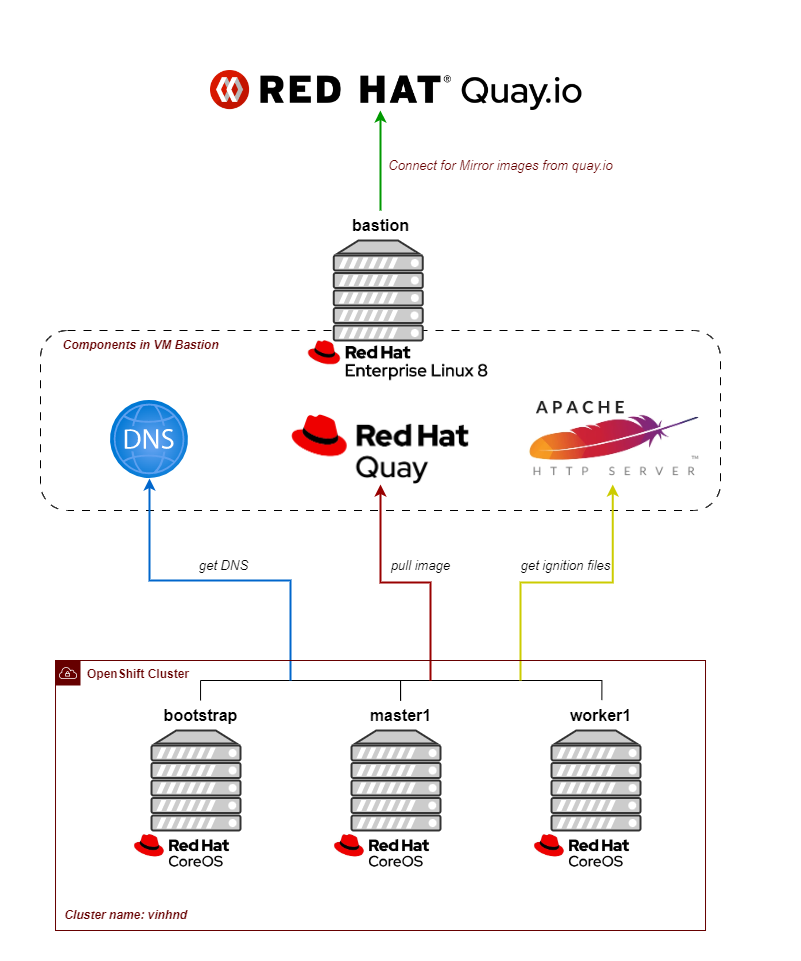 RED HAT® Quay.io
Connect for Mirror images from quay.io
bastion
Components in VM Bastion
Red Hat
Enterprise Linux 8
DNS
Red Hat
Quay
APACHE
HTTP SERVER™
get DNS
pull image
get ignition files
OpenShift Cluster
bootstrap
master1
worker1
Red Hat
CoreOS
Red Hat
CoreOS
Red Hat
CoreOS
Cluster name: vinhnd